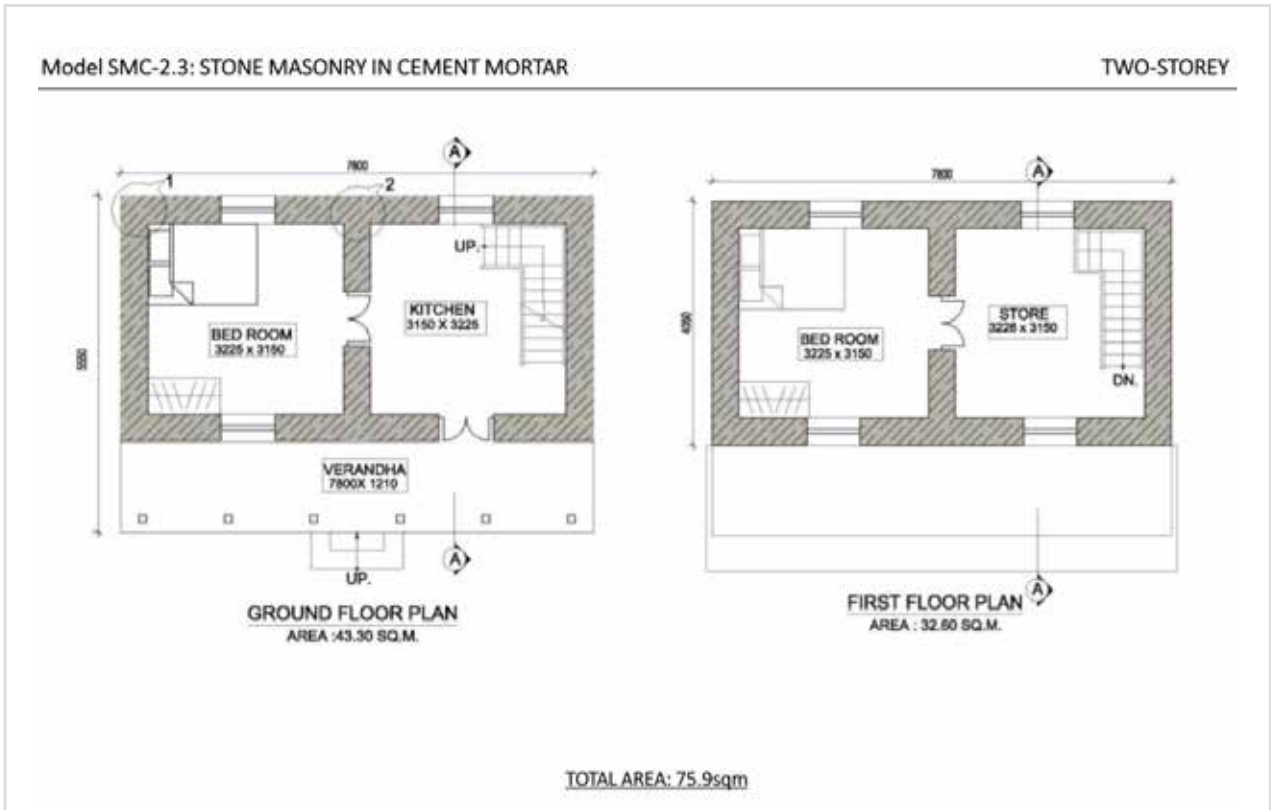 Model SMC-2.3: STONE MASONRY IN CEMENT MORTAR
TWO-STOREY
7800
A
1
2
5550
UP.
KITCHEN
3150 X 3225
BED ROOM
3225 x 3150
VERANDHA
7800X 1210
UP.
A
GROUND FLOOR PLAN
AREA :43.30 SQ.M.
7800
A
4050
STORE
3225 x 3150
BED ROOM
3225 x 3150
DN.
A
FIRST FLOOR PLAN
AREA : 32.60 SQ.M.
TOTAL AREA: 75.9sqm